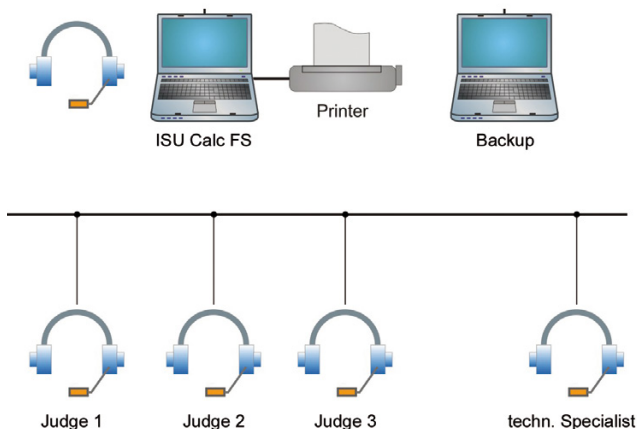 Printer
ISU Calc FS
Backup
Judge 1
Judge 2
Judge 3
techn. Specialist